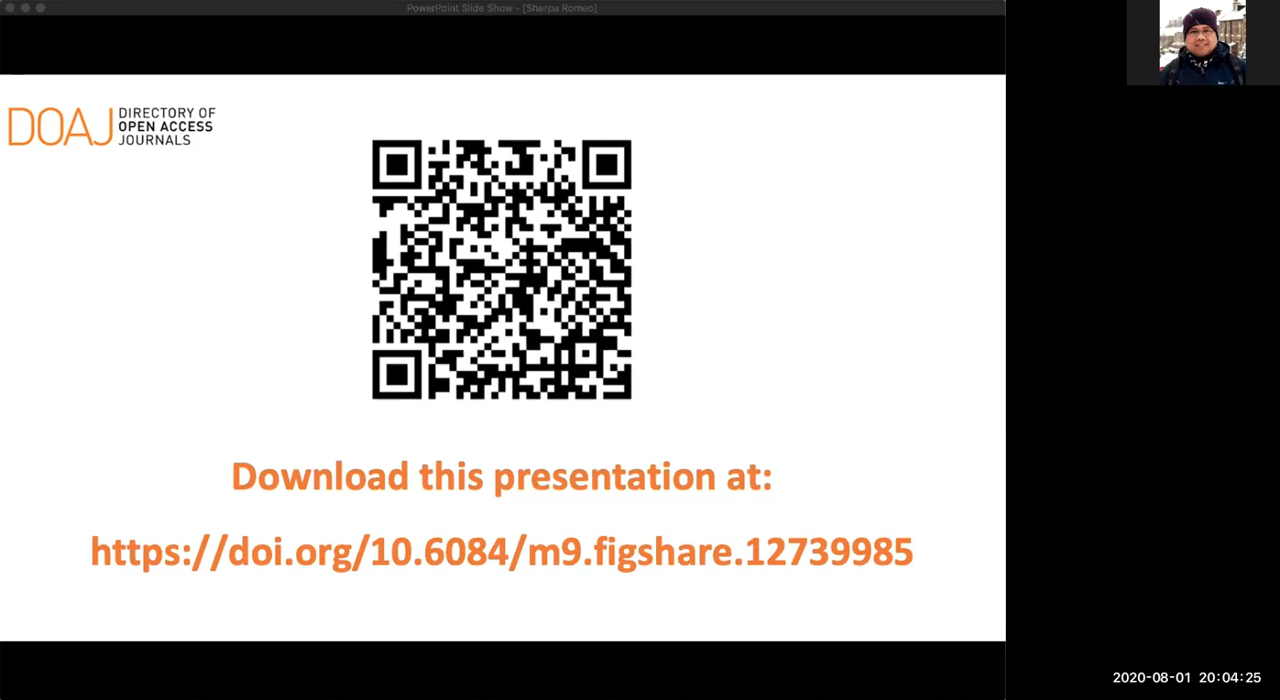 PowerPoint Slide Show - [Sherpa Romeo]
DOAJ
DIRECTORY OF
OPEN ACCESS
JOURNALS
Download this presentation at:
https://doi.org/10.6084/m9.figshare.12739985
2020-08-01 20:04:25